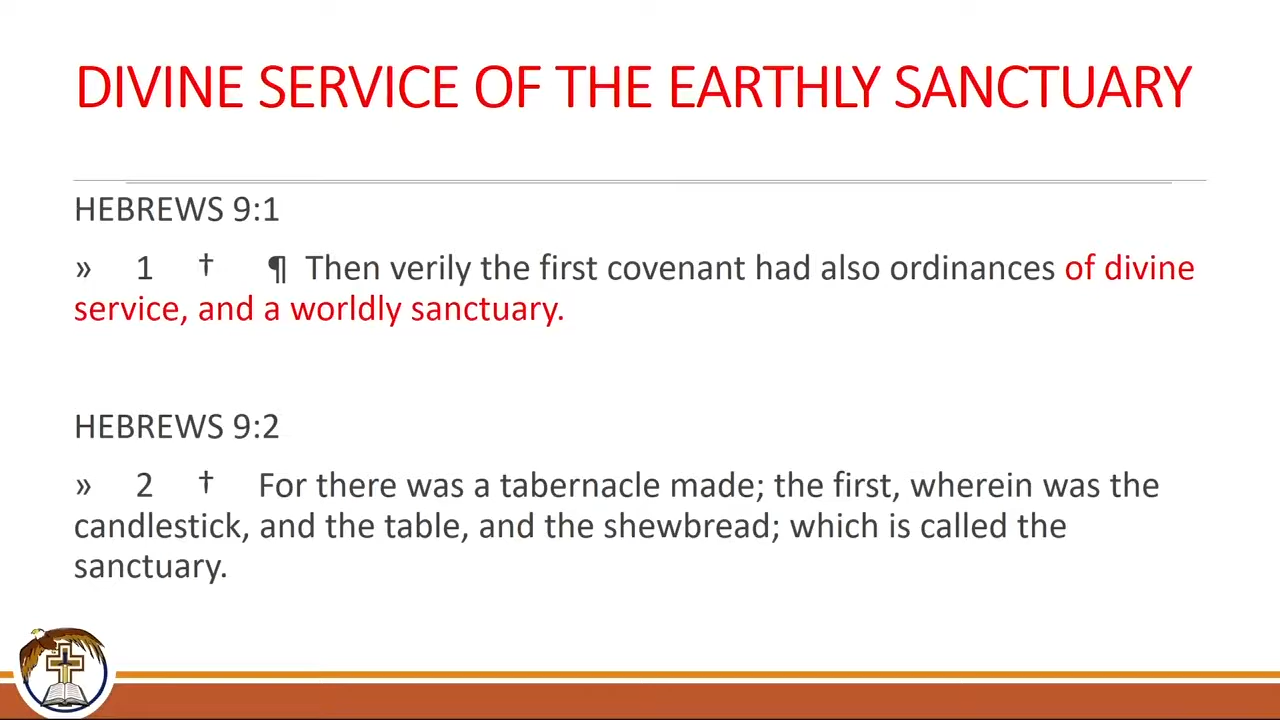 DIVINE SERVICE OF THE EARTHLY SANCTUARY
HEBREWS 9:1
» 1 † ¶ Then verily the first covenant had also ordinances of divine
service, and a worldly sanctuary.
HEBREWS 9:2
» 2 † For there was a tabernacle made; the first, wherein was the
candlestick, and the table, and the shewbread; which is called the
sanctuary.